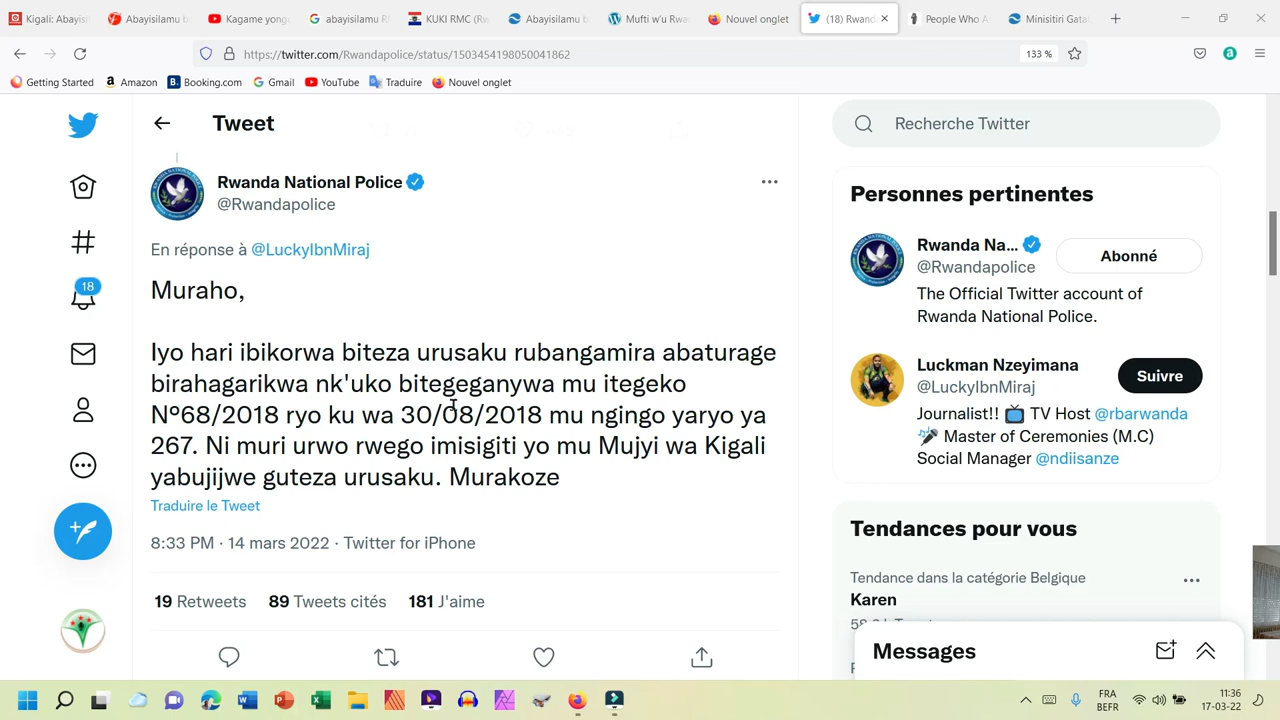 Kigali: Abayisi
Abayisilamu b
Kagame yong
abayisilamu R
KUKI RMC (Rw
Abayisilamu b
Mufti w'u Rwa
Nouvel onglet
(18) Rwand
People Who A
Minisitiri Gata
https://twitter.com/Rwandapolice/status/1503454198050041862
133 %
Getting Started
Amazon
Booking.com
Gmail
YouTube
Traduire
Nouvel onglet
Tweet
Rwanda National Police
@Rwandapolice
En réponse à @LuckyIbnMiraj
Muraho,
Iyo hari ibikorwa biteza urusaku rubangamira abaturage
birahagarikwa nk'uko bitegeganywa mu itegeko
Nº68/2018 ryo ku wa 30/08/2018 mu ngingo yaryo ya
267. Ni muri urwo rwego imisigiti yo mu Mujyi wa Kigali
yabujijwe guteza urusaku. Murakoze
Traduire le Tweet
8:33 PM · 14 mars 2022 · Twitter for iPhone
19 Retweets 89 Tweets cités 181 J'aime
18
Recherche Twitter
Personnes pertinentes
Rwanda Na...
@Rwandapolice
Abonné
The Official Twitter account of
Rwanda National Police.
Luckman Nzeyimana
@LuckyIbnMiraj
Suivre
Journalist!! TV Host @rbarwanda
Master of Ceremonies (M.C)
Social Manager @ndiisanze
Tendances pour vous
Tendance dans la catégorie Belgique
Karen
Messages
FRA
BEFR
11:36
17-03-22